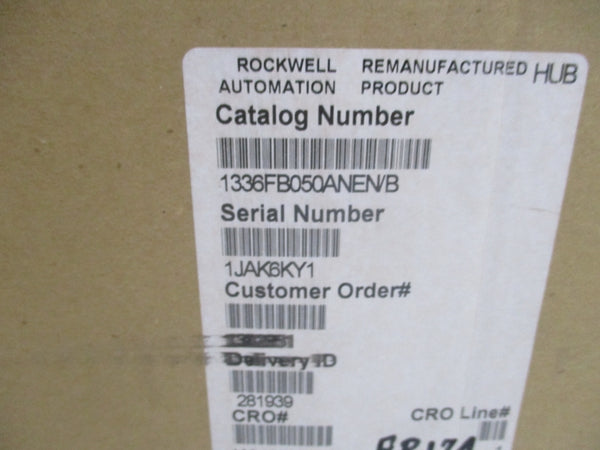 ROCKWELL REMANUFACTURED HUB
AUTOMATION PRODUCT
Catalog Number
1336FB050ANEN/B
Serial Number
1JAK6KY1
Customer Order#
Delivery ID
281939
CRO# CRO Line#